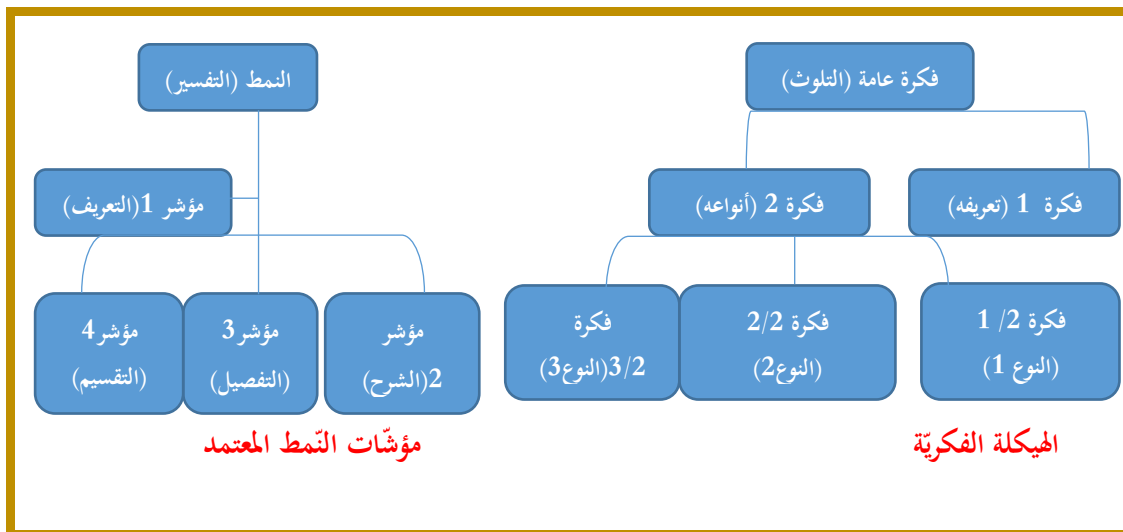 فكرة عامة (التلوث)
فكرة 1 (تعريفه)
فكرة 2 (أنواعه)
فكرة 2/ 1
(النوع 1)
فكرة 2/2
(النوع2)
فكرة
3/2(النوع3)
الهيكلة الفكريّة
النمط (التفسير)
مؤشر 1(التعريف)
مؤشر
2(الشرح)
مؤشر3
(التفصيل)
مؤشر4
(التقسيم)
مؤشّات النّمط المعتمد